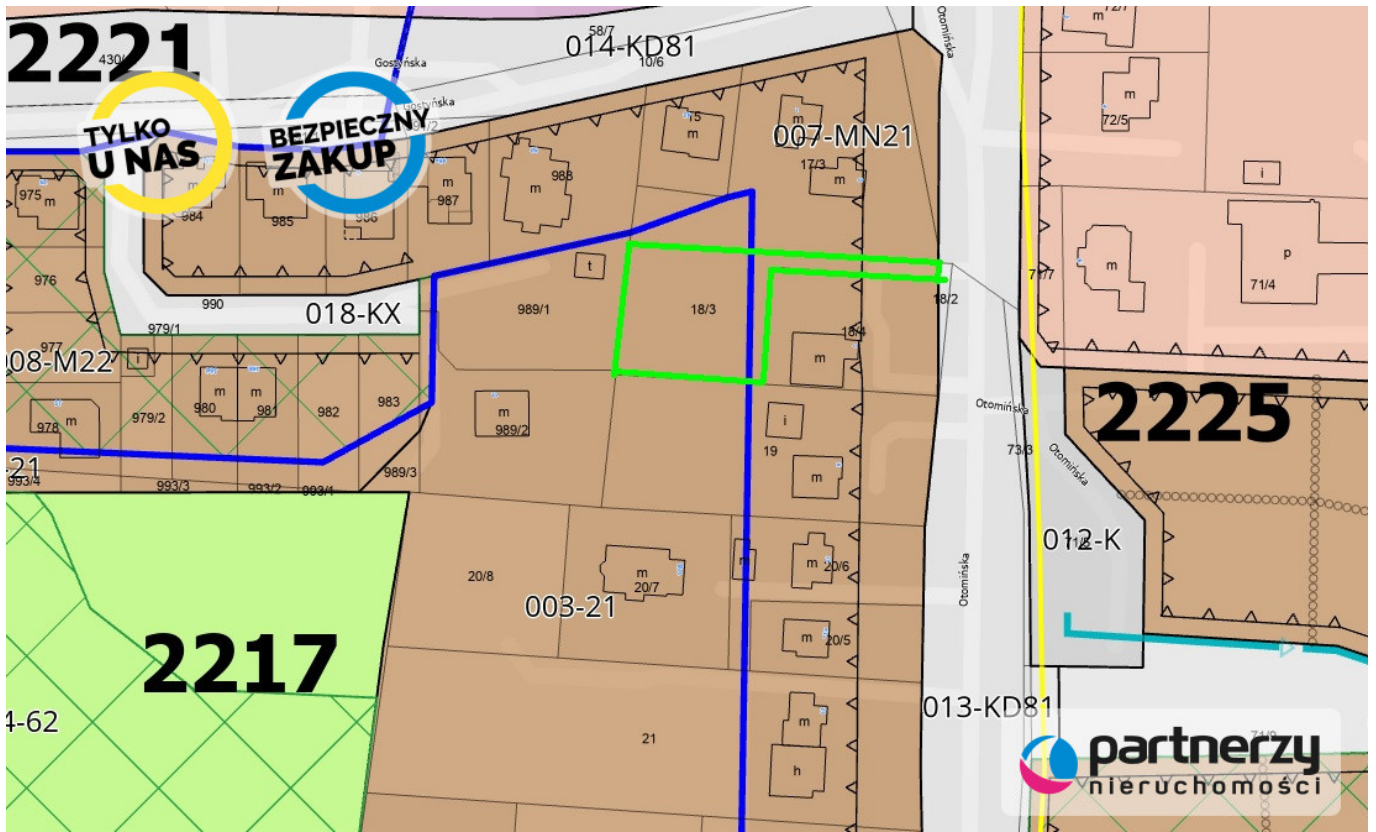 2221
430/
58/7
014-KD81
10/6
Gostyńska
Gostyńska
Otomińska
m
72/5
m
TYLKO
U NAS
BEZPIECZNY
ZAKUP
m
m
007-MN21
17/3
m
i
975
m
m
984
m
985
986
m
987
m
988
976
t
m
p
71/4
71/7
990
018-KX
979/1
989/1
18/3
18/2
18/4
m
977
008-M22
i
m
m
980
981
982
983
979/2
978
m
m
989/2
2225
Otomińska
i
19
73/3
Otomińska
-21
993/4
993/3
993/2
993/1
989/3
m
012-K
m
20/7
m
m
20/6
20/8
003-21
Otomińska
m
20/5
2217
4-62
21
m
h
013-KD81
71/9
partnerzy
nieruchomości